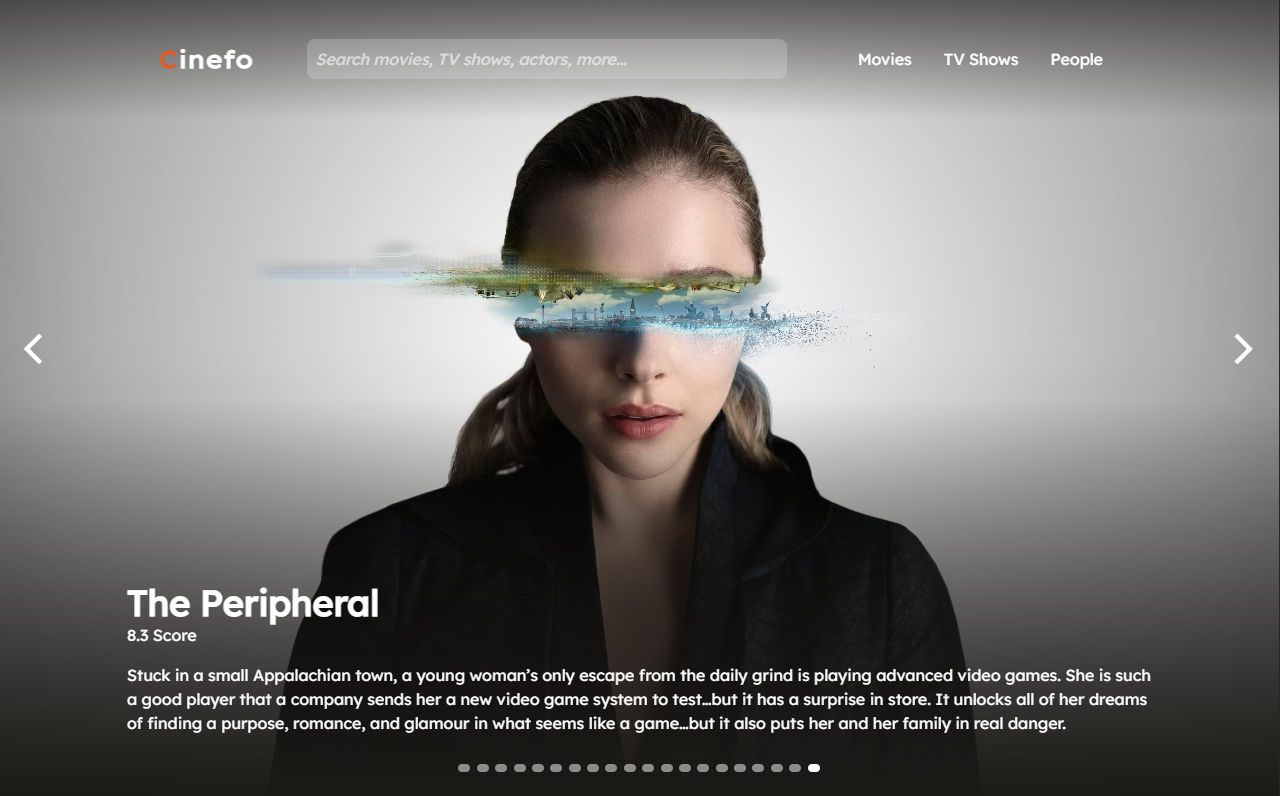 Cinefo
Search movies, TV shows, actors, more...
Movies
TV Shows
People
The Peripheral
8.3 Score
Stuck in a small Appalachian town, a young woman’s only escape from the daily grind is playing advanced video games. She is such
a good player that a company sends her a new video game system to test…but it has a surprise in store. It unlocks all of her dreams
of finding a purpose, romance, and glamour in what seems like a game…but it also puts her and her family in real danger.